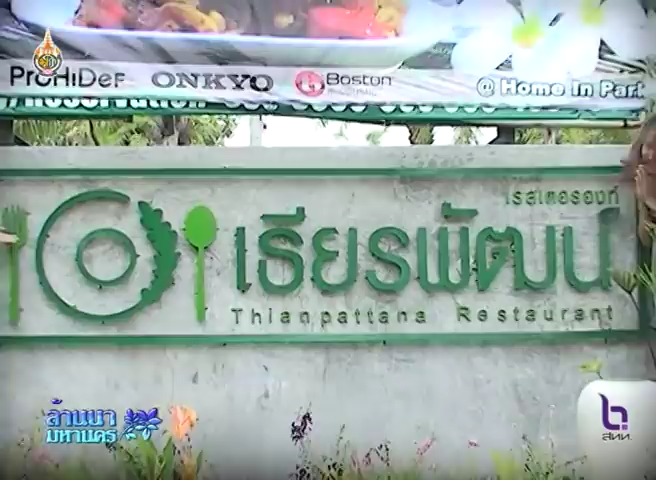 ProHiDef ONKYO Boston @Home in Park
เรสเตอรองท์
เธียรพัฒน์
Thianpattana Restaurant
ล้านนา
มหานคร
สทท.